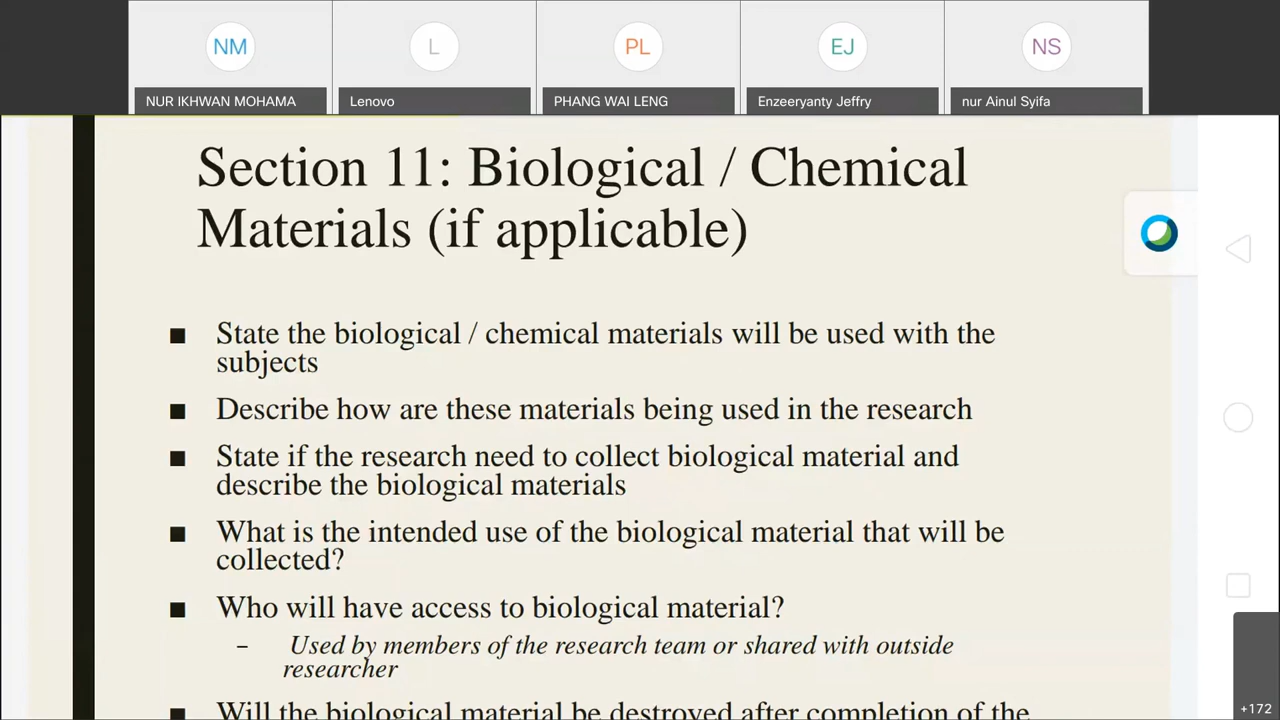 NM
L
PL
EJ
NS
NUR IKHWAN MOHAMA
Lenovo
PHANG WAI LENG
Enzeeryanty Jeffry
nur Ainul Syifa
Section 11: Biological / Chemical
Materials (if applicable)
■ State the biological / chemical materials will be used with the
subjects
■ Describe how are these materials being used in the research
■ State if the research need to collect biological material and
describe the biological materials
■ What is the intended use of the biological material that will be
collected?
■ Who will have access to biological material?
– Used by members of the research team or shared with outside
researcher
■ Will the biological material be destroyed after completion of the
+172